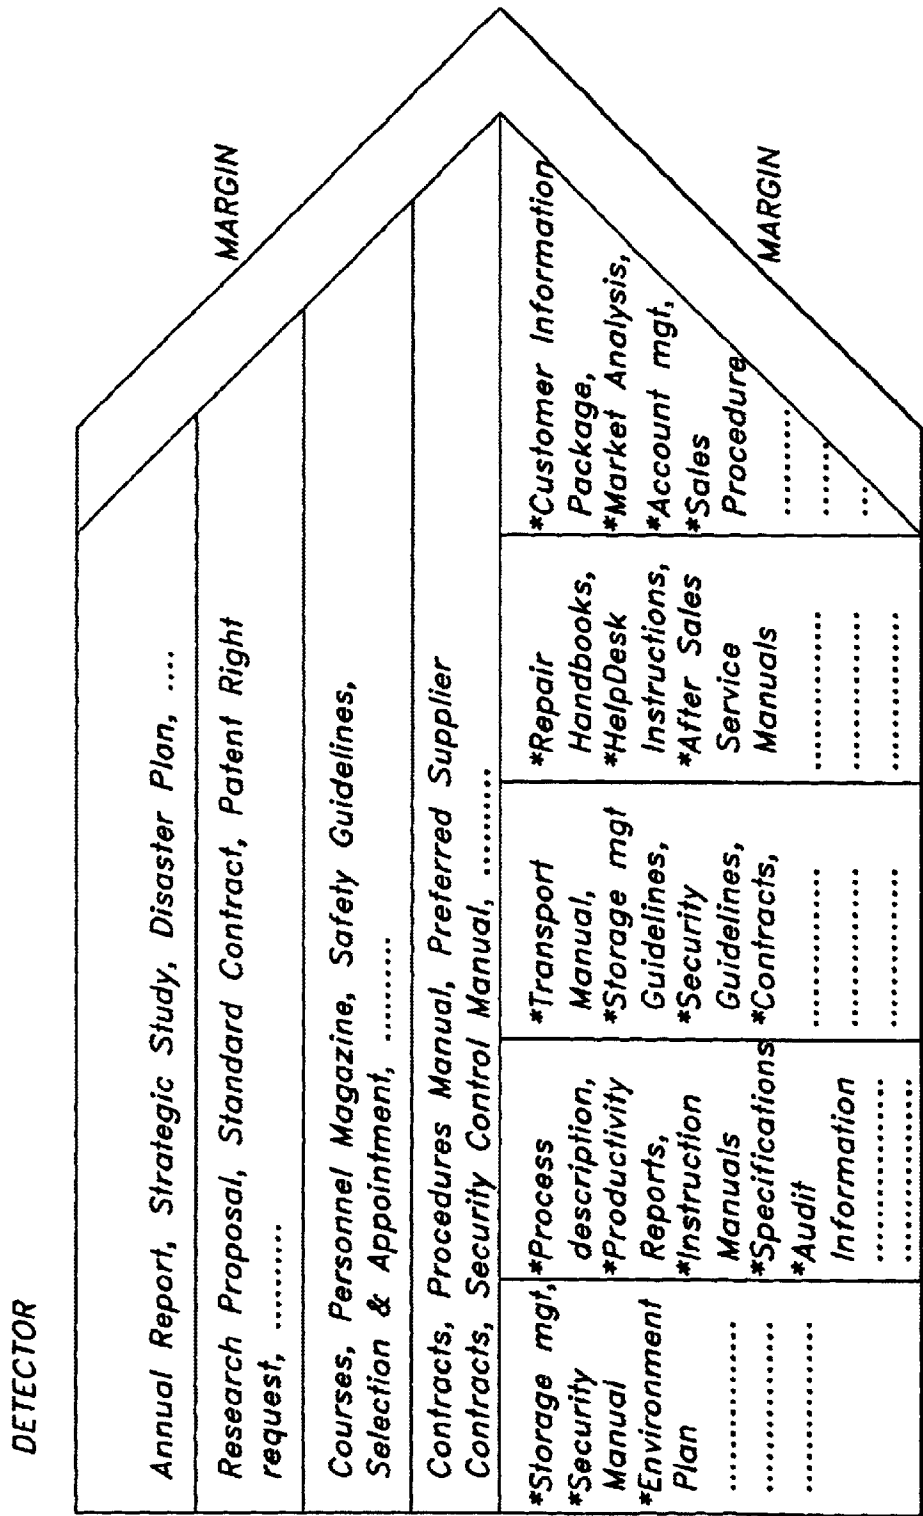 DETECTOR
Annual Report, Strategic Study, Disaster Plan, ....
Research Proposal, Standard Contract, Patent Right
request, .........
Courses, Personnel Magazine, Safety Guidelines,
Selection & Appointment, .........
Contracts, Procedures Manual, Preferred Supplier
Contracts, Security Control Manual, .........
MARGIN
*Storage mgt,
*Security
Manual
*Environment
Plan
.............
.............
.............
*Process
description,
*Productivity
Reports,
*Instruction
Manuals
*Specifications
*Audit
Information
.............
.............
*Transport
Manual,
*Storage mgt
Guidelines,
*Security
Guidelines,
*Contracts,
.............
.............
.............
*Repair
Handbooks,
*HelpDesk
Instructions,
*After Sales
Service
Manuals
.............
.............
.............
*Customer Information
Package,
*Market Analysis,
*Account mgt,
*Sales
Procedure
.........
......
...
MARGIN